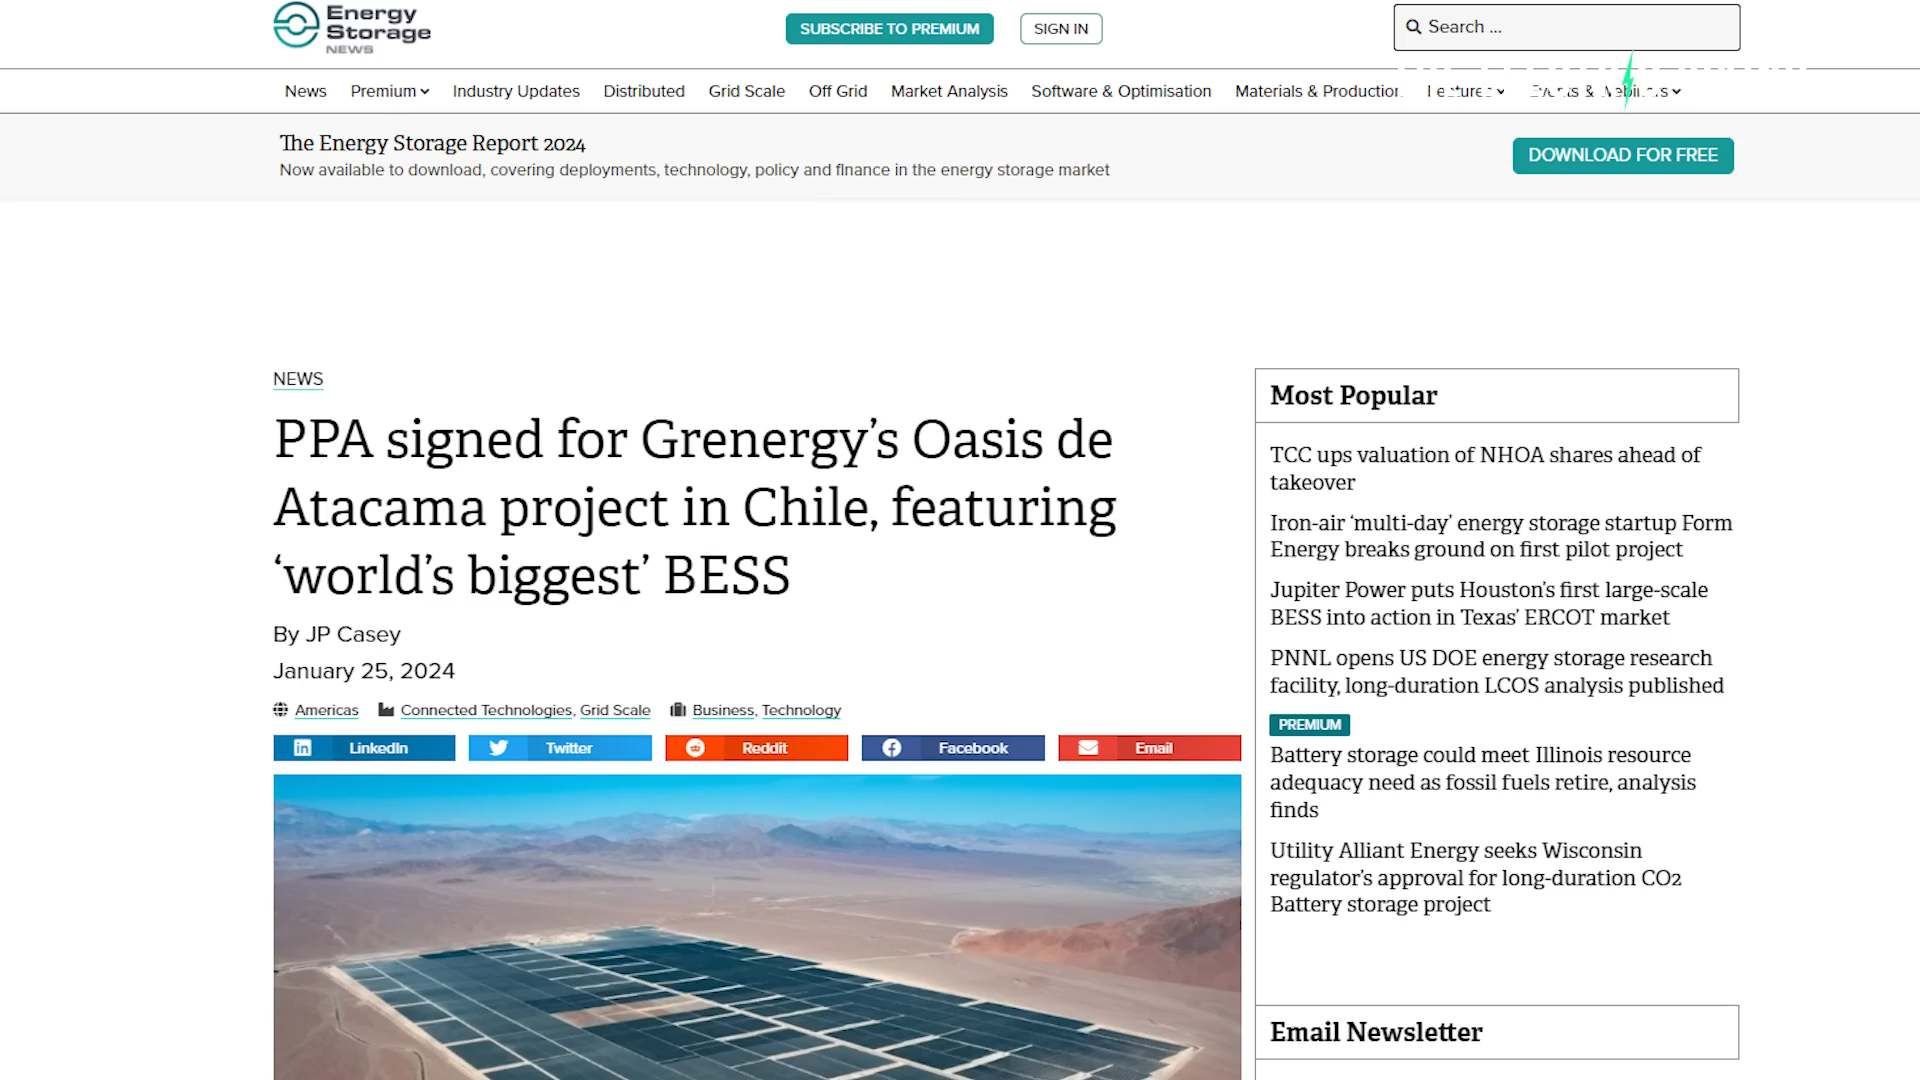 Energy
Storage
NEWS
SUBSCRIBE TO PREMIUM
SIGN IN
Search ...
News Premium Industry Updates Distributed Grid Scale Off Grid Market Analysis Software & Optimisation Materials & Production Features Events & Webinars
The Energy Storage Report 2024
Now available to download, covering deployments, technology, policy and finance in the energy storage market
DOWNLOAD FOR FREE
NEWS
PPA signed for Grenergy’s Oasis de
Atacama project in Chile, featuring
‘world’s biggest’ BESS
By JP Casey
January 25, 2024
Americas Connected Technologies, Grid Scale Business, Technology
LinkedIn Twitter Reddit Facebook Email
Most Popular
TCC ups valuation of NHOA shares ahead of
takeover
Iron-air ‘multi-day’ energy storage startup Form
Energy breaks ground on first pilot project
Jupiter Power puts Houston’s first large-scale
BESS into action in Texas’ ERCOT market
PNNL opens US DOE energy storage research
facility, long-duration LCOS analysis published
PREMIUM
Battery storage could meet Illinois resource
adequacy need as fossil fuels retire, analysis
finds
Utility Alliant Energy seeks Wisconsin
regulator’s approval for long-duration CO2
Battery storage project
Email Newsletter